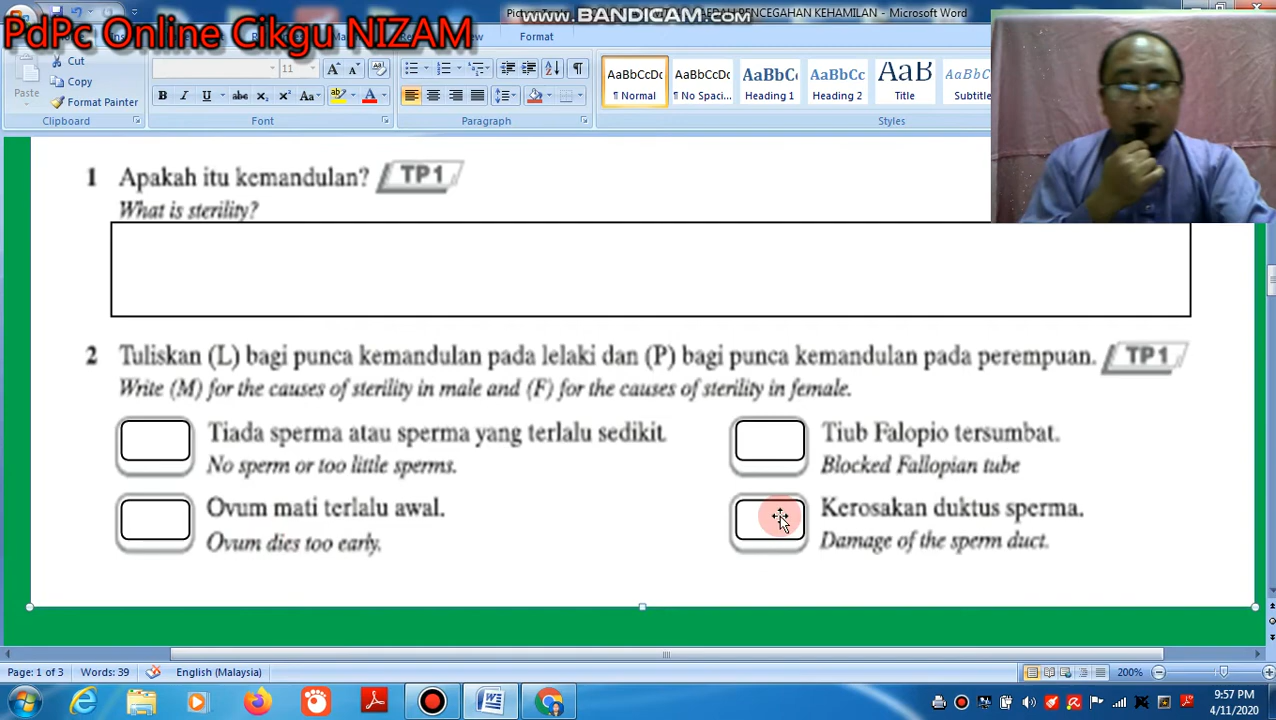 PdPc Online Cikgu NIZAM
www.BANDICAM.com
PENCEGAHAN KEHAMILAN - Microsoft Word
Format
Cut
Copy
Paste
Format Painter
Clipboard
11
Font
Paragraph
AaBbCcDc
¶ Normal
AaBbCcDc
¶ No Spaci...
AaBbC
Heading 1
AaBbCc
Heading 2
AaB
Title
AaBbCc
Subtitle
Styles
1 Apakah itu kemandulan? TP1
What is sterility?
2 Tuliskan (L) bagi punca kemandulan pada lelaki dan (P) bagi punca kemandulan pada perempuan. TP1
Write (M) for the causes of sterility in male and (F) for the causes of sterility in female.
Tiada sperma atau sperma yang terlalu sedikit
No sperm or too little sperms.
Tiub Falopio tersumbat.
Blocked Fallopian tube
Ovum mati terlalu awal.
Ovum dies too early.
Kerosakan duktus sperma.
Damage of the sperm duct.
Page: 1 of 3
Words: 39
English (Malaysia)
200%
9:57 PM
4/11/2020